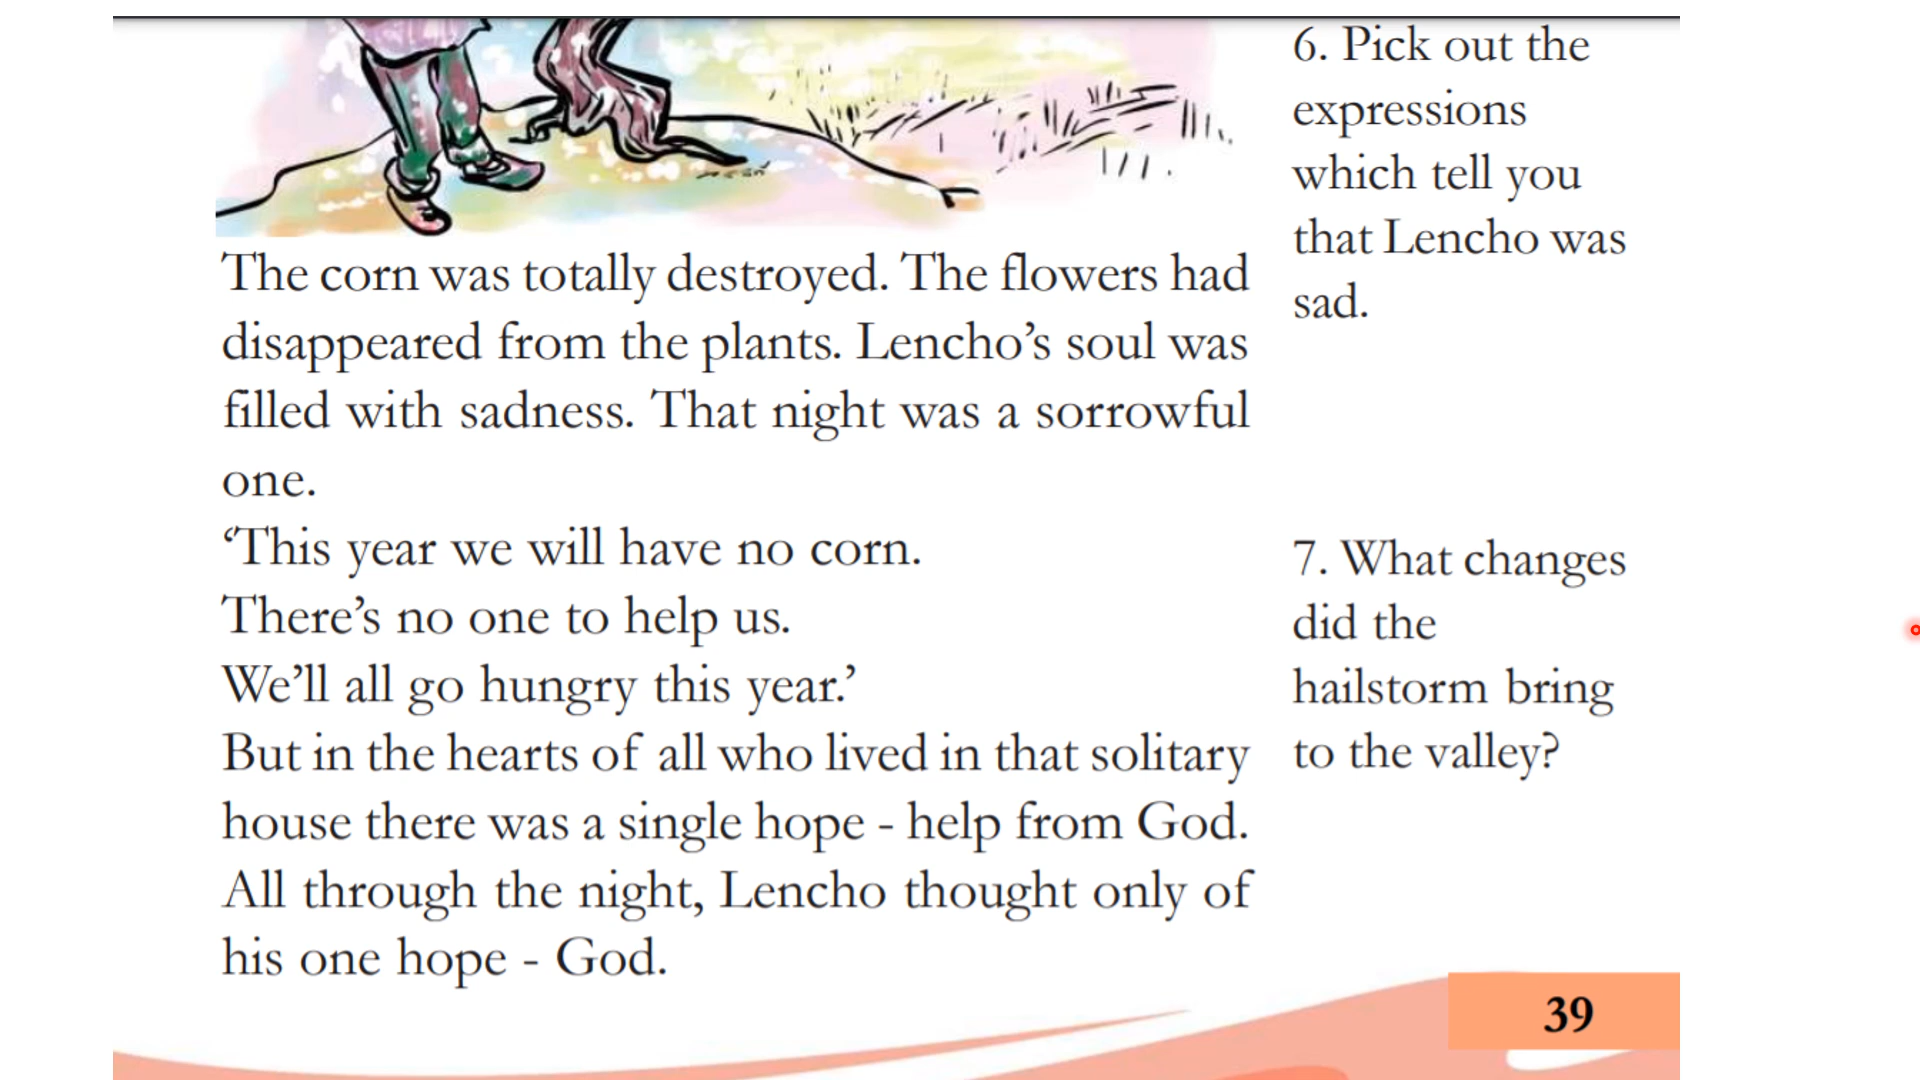 The corn was totally destroyed. The flowers had
disappeared from the plants. Lencho’s soul was
filled with sadness. That night was a sorrowful
one.
‘This year we will have no corn.
There’s no one to help us.
We’ll all go hungry this year.’
But in the hearts of all who lived in that solitary
house there was a single hope - help from God.
All through the night, Lencho thought only of
his one hope - God.
6. Pick out the
expressions
which tell you
that Lencho was
sad.
7. What changes
did the
hailstorm bring
to the valley?
39